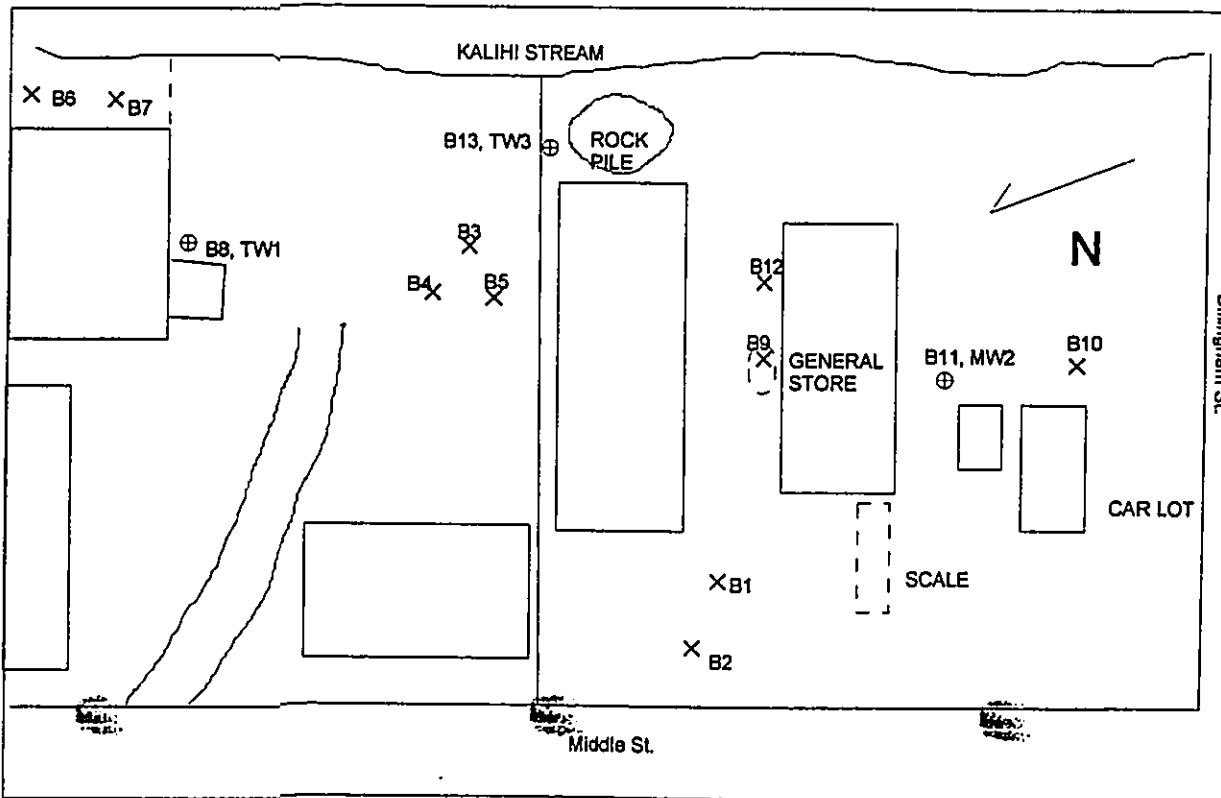 KALIHI STREAM
B6
B7
B13, TW3
ROCK
PILE
B8, TW1
B3
B4
B5
B12
N
B9
GENERAL
STORE
B11, MW2
B10
CAR LOT
SCALE
B1
B2
Middle St.